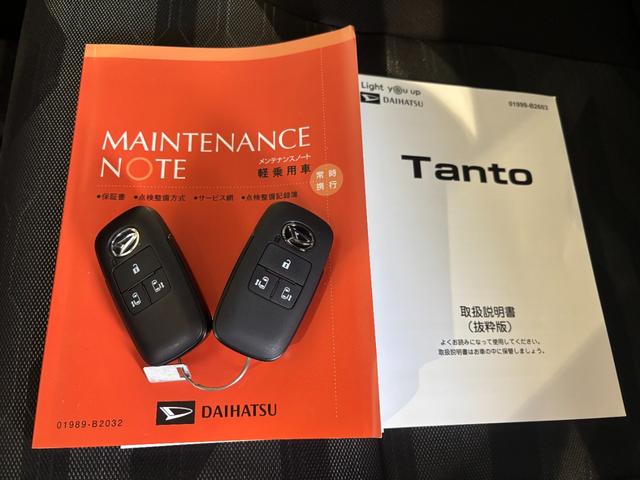 MAINTENANCE
NOTE
メンテナンスノート
軽乗用車
常時
携行
●保証書 ●点検整備方式 ●サービス網 ●点検整備記録簿
01989-B2032
DAIHATSU
Light you up
DAIHATSU
01999-B2603
Tanto
取扱説明書
(抜粋版)
よくお読みになって使用してください。
取扱説明書はお車の中に保管しましょう。